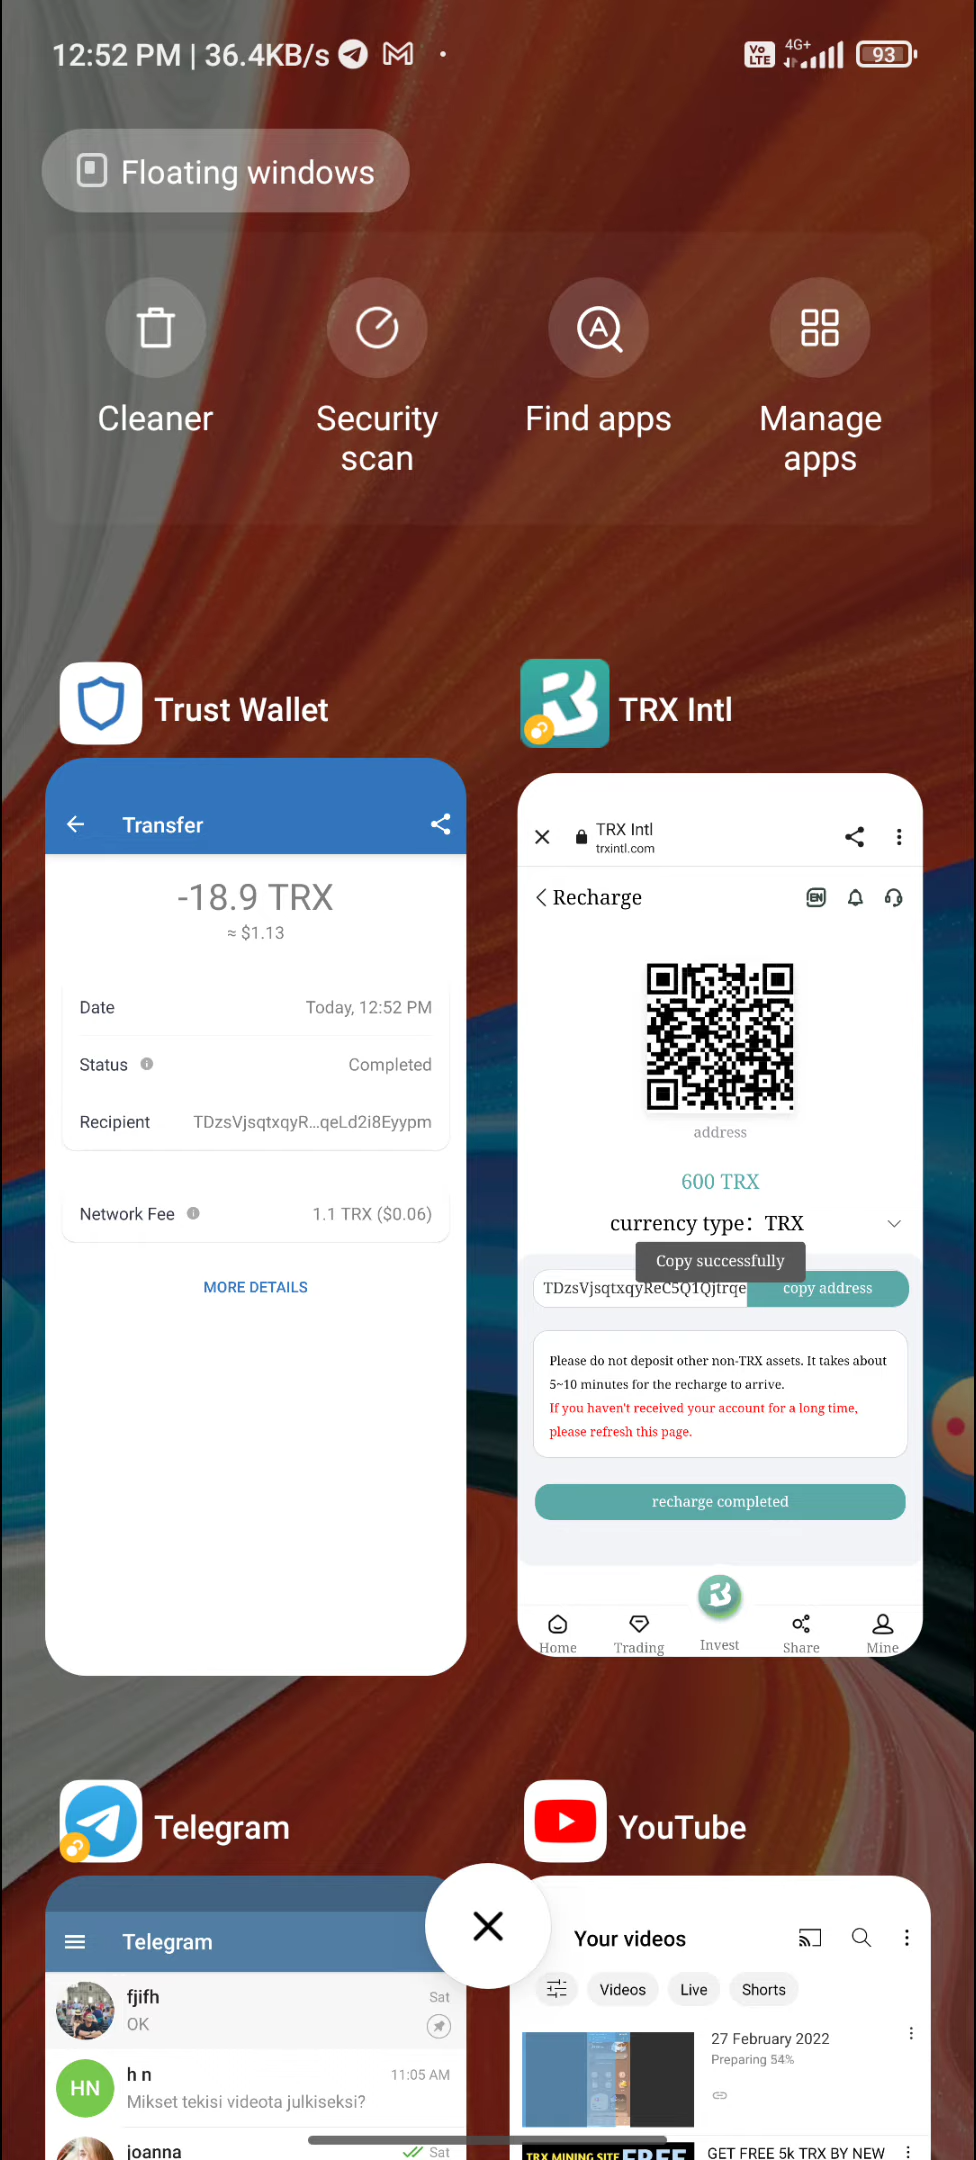 12:52 PM | 36.4KB/s
Vo LTE 4G+ 93
Floating windows
Cleaner
Security scan
Find apps
Manage apps
Trust Wallet
Transfer
-18.9 TRX
≈ $1.13
Date Today, 12:52 PM
Status Completed
Recipient TDzsVjsqtxqyR...qeLd2i8Eyypm
Network Fee 1.1 TRX ($0.06)
MORE DETAILS
TRX Intl
TRX Intl
trxintl.com
Recharge EN
address
600 TRX
currency type: TRX
Copy successfully
TDzsVjsqtxqyReC5Q1Qjtrqe copy address
Please do not deposit other non-TRX assets. It takes about
5~10 minutes for the recharge to arrive.
If you haven't received your account for a long time,
please refresh this page.
recharge completed
Home Trading Invest Share Mine
Telegram
Telegram
fjifh Sat
OK
HN
h n 11:05 AM
Mikset tekisi videota julkiseksi?
joanna Sat
YouTube
Your videos
Videos Live Shorts
27 February 2022
Preparing 54%
TRX MINING SITE FREE
GET FREE 5k TRX BY NEW